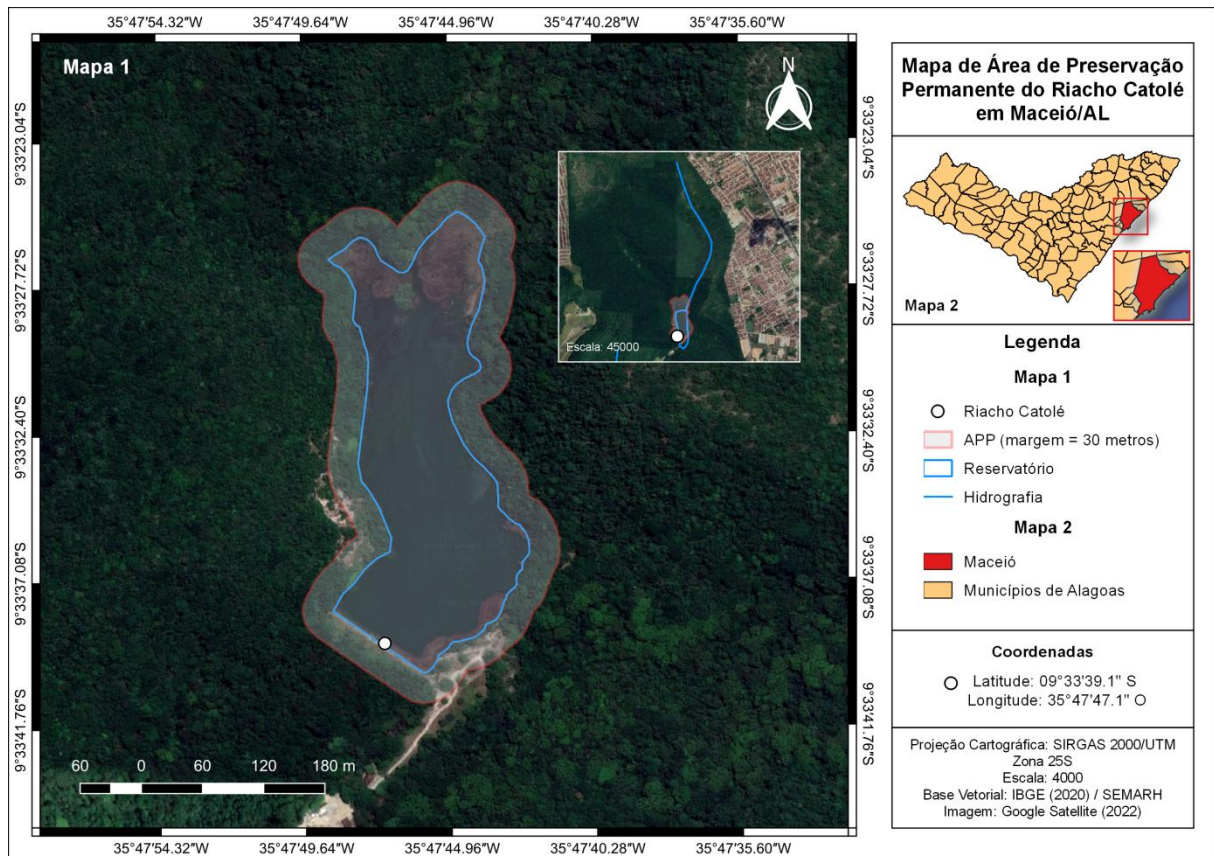 35°47'54.32"W 35°47'49.64"W 35°47'44.96"W 35°47'40.28"W 35°47'35.60"W
Mapa 1
N
9°33'23.04"S
9°33'27.72"S
9°33'32.40"S
9°33'37.08"S
9°33'41.76"S
Escala: 45000
60 0 60 120 180 m
9°33'23.04"S
9°33'27.72"S
9°33'32.40"S
9°33'37.08"S
9°33'41.76"S
35°47'54.32"W 35°47'49.64"W 35°47'44.96"W 35°47'40.28"W 35°47'35.60"W
Mapa de Área de Preservação
Permanente do Riacho Catolé
em Maceió/AL
Mapa 2
Legenda
Mapa 1
Riacho Catolé
APP (margem = 30 metros)
Reservatório
Hidrografia
Mapa 2
Maceió
Municípios de Alagoas
Coordenadas
Latitude: 09°33'39.1" S
Longitude: 35°47'47.1" O
Projeção Cartográfica: SIRGAS 2000/UTM
Zona 25S
Escala: 4000
Base Vetorial: IBGE (2020) / SEMARH
Imagem: Google Satellite (2022)